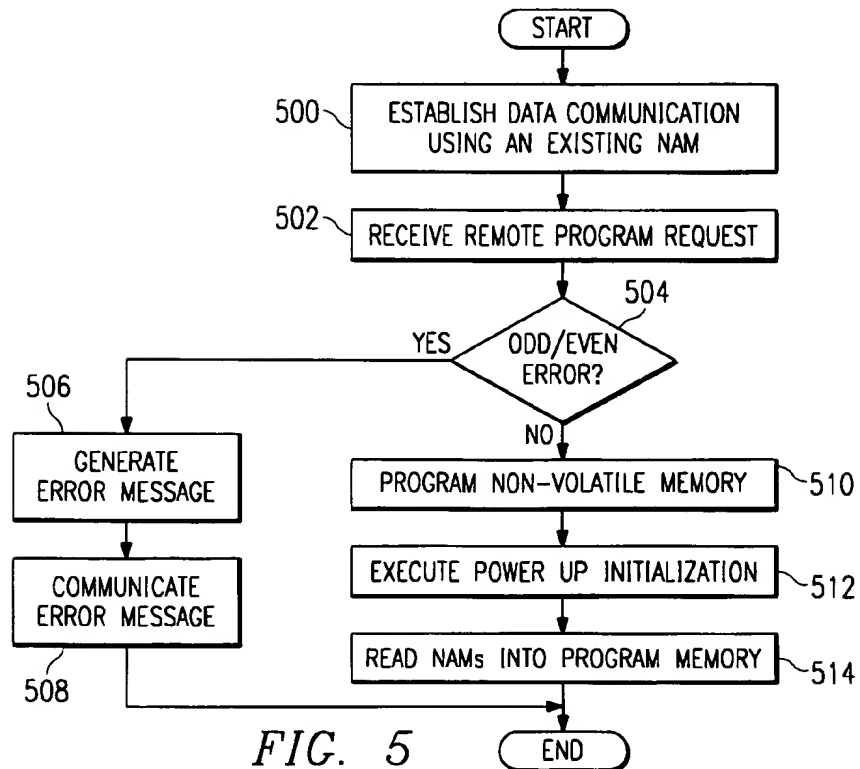 START
500
ESTABLISH DATA COMMUNICATION
USING AN EXISTING NAM
502
RECEIVE REMOTE PROGRAM REQUEST
504
ODD/EVEN
ERROR?
YES
NO
506
GENERATE
ERROR MESSAGE
COMMUNICATE
ERROR MESSAGE
508
PROGRAM NON-VOLATILE MEMORY
510
EXECUTE POWER UP INITIALIZATION
512
READ NAMs INTO PROGRAM MEMORY
514
END
FIG. 5